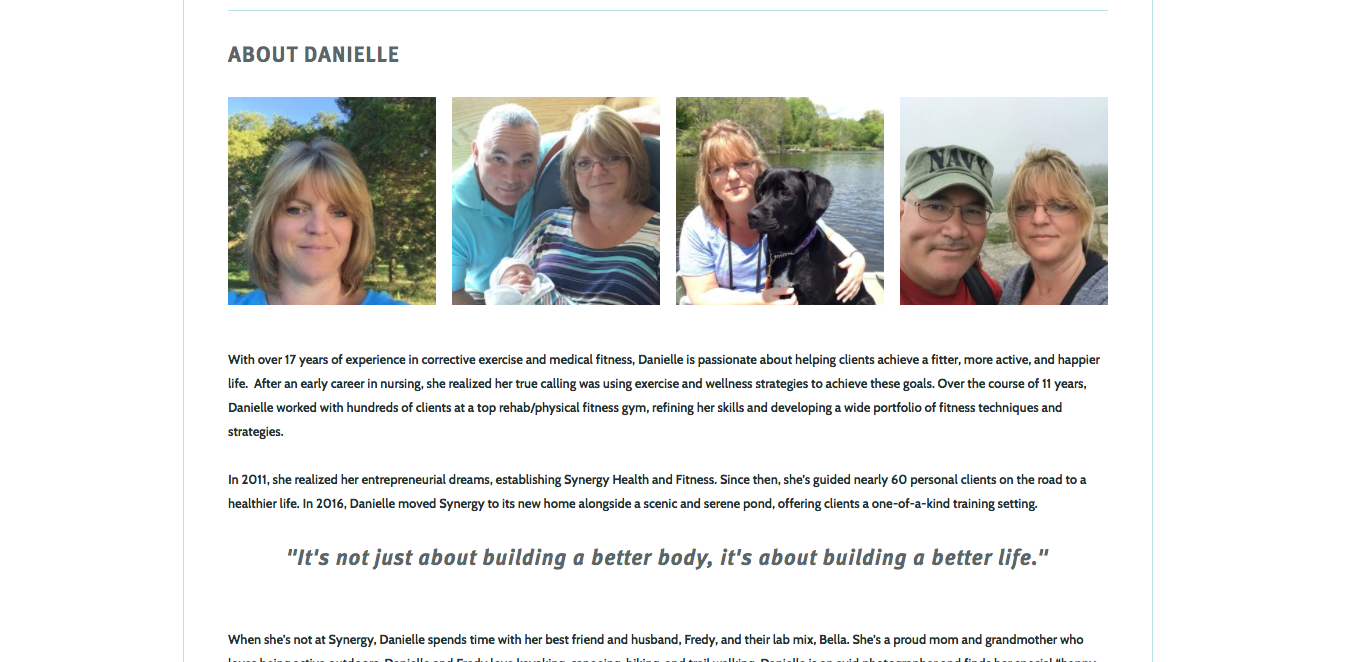 ABOUT DANIELLE
NAVY
With over 17 years of experience in corrective exercise and medical fitness, Danielle is passionate about helping clients achieve a fitter, more active, and happier
life.  After an early career in nursing, she realized her true calling was using exercise and wellness strategies to achieve these goals. Over the course of 11 years,
Danielle worked with hundreds of clients at a top rehab/physical fitness gym, refining her skills and developing a wide portfolio of fitness techniques and
strategies.
In 2011, she realized her entrepreneurial dreams, establishing Synergy Health and Fitness. Since then, she's guided nearly 60 personal clients on the road to a
healthier life. In 2016, Danielle moved Synergy to its new home alongside a scenic and serene pond, offering clients a one-of-a-kind training setting.
"It's not just about building a better body, it's about building a better life."
When she's not at Synergy, Danielle spends time with her best friend and husband, Fredy, and their lab mix, Bella. She's a proud mom and grandmother who